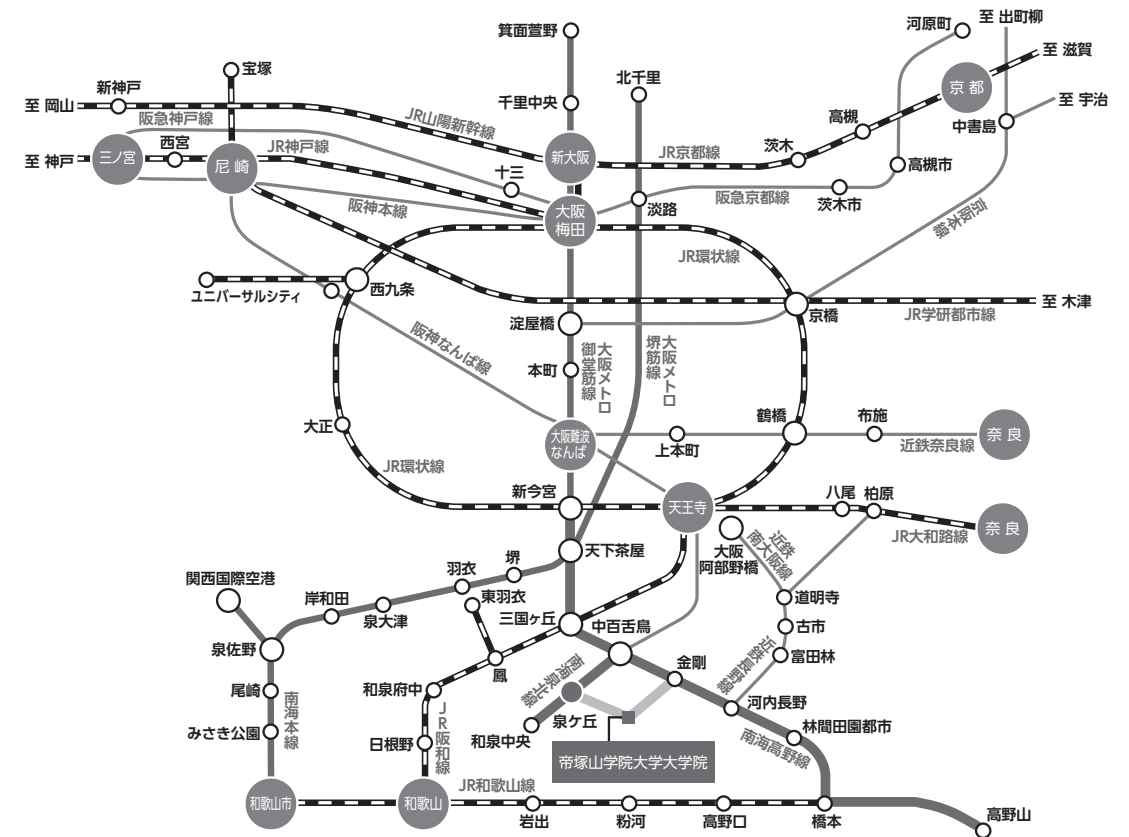 箕面萱野
河原町
至 出町柳
至 滋賀
宝塚
北千里
京都
新神戸
至 岡山
千里中央
至 宇治
阪急神戸線
JR山陽新幹線
高槻
中書島
西宮
JR神戸線
三ノ宮
至 神戸
尼崎
新大阪
JR京都線
茨木
高槻市
十三
阪急京都線
茨木市
阪神本線
大阪
梅田
淡路
京阪本線
JR環状線
ユニバーサルシティ
西九条
淀屋橋
京橋
至 木津
JR学研都市線
阪神なんば線
本町
大阪メトロ
御堂筋線
大阪メトロ
堺筋線
大正
鶴橋
布施
大阪難波
なんば
上本町
近鉄奈良線
奈良
JR環状線
新今宮
天王寺
八尾
柏原
奈良
JR大和路線
天下茶屋
大阪
阿部野橋
近鉄
南大阪線
堺
羽衣
関西国際空港
東羽衣
岸和田
泉大津
三国ヶ丘
中百舌鳥
道明寺
古市
泉佐野
鳳
金剛
近鉄長野線
富田林
尾崎
南海本線
和泉府中
南海泉北線
河内長野
みさき公園
日根野
JR阪和線
和泉中央
泉ケ丘
林間田園都市
南海高野線
帝塚山学院大学大学院
和歌山市
和歌山
JR和歌山線
岩出
粉河
高野口
橋本
高野山